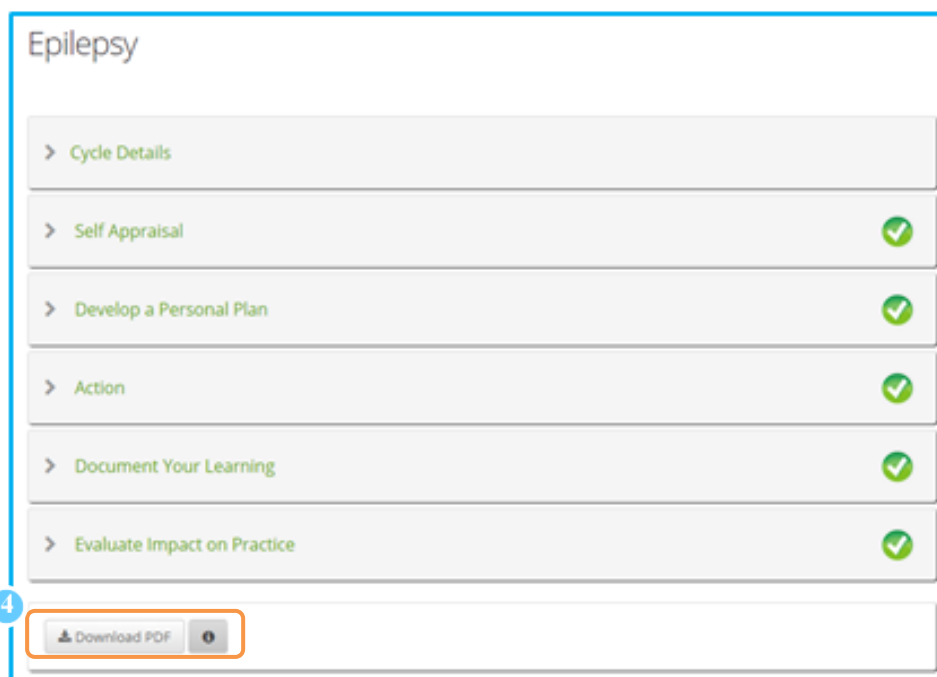 Epilepsy
Cycle Details
Self Appraisal
Develop a Personal Plan
Action
Document Your Learning
Evaluate Impact on Practice
4
Download PDF